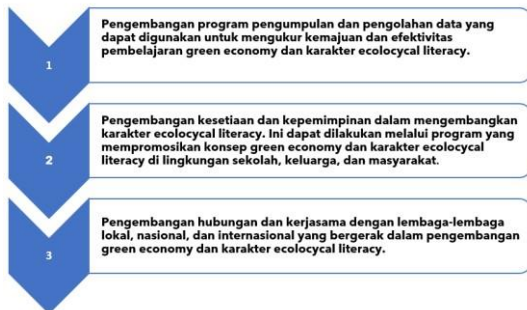 1
Pengembangan program pengumpulan dan pengolahan data yang
dapat digunakan untuk mengukur kemajuan dan efektivitas
pembelajaran green economy dan karakter ecolocycal literacy.
2
Pengembangan kesetiaan dan kepemimpinan dalam mengembangkan
karakter ecolocycal literacy. Ini dapat dilakukan melalui program yang
mempromosikan konsep green economy dan karakter ecolocycal
literacy di lingkungan sekolah, keluarga, dan masyarakat.
3
Pengembangan hubungan dan kerjasama dengan lembaga-lembaga
lokal, nasional, dan internasional yang bergerak dalam pengembangan
green economy dan karakter ecolocycal literacy.